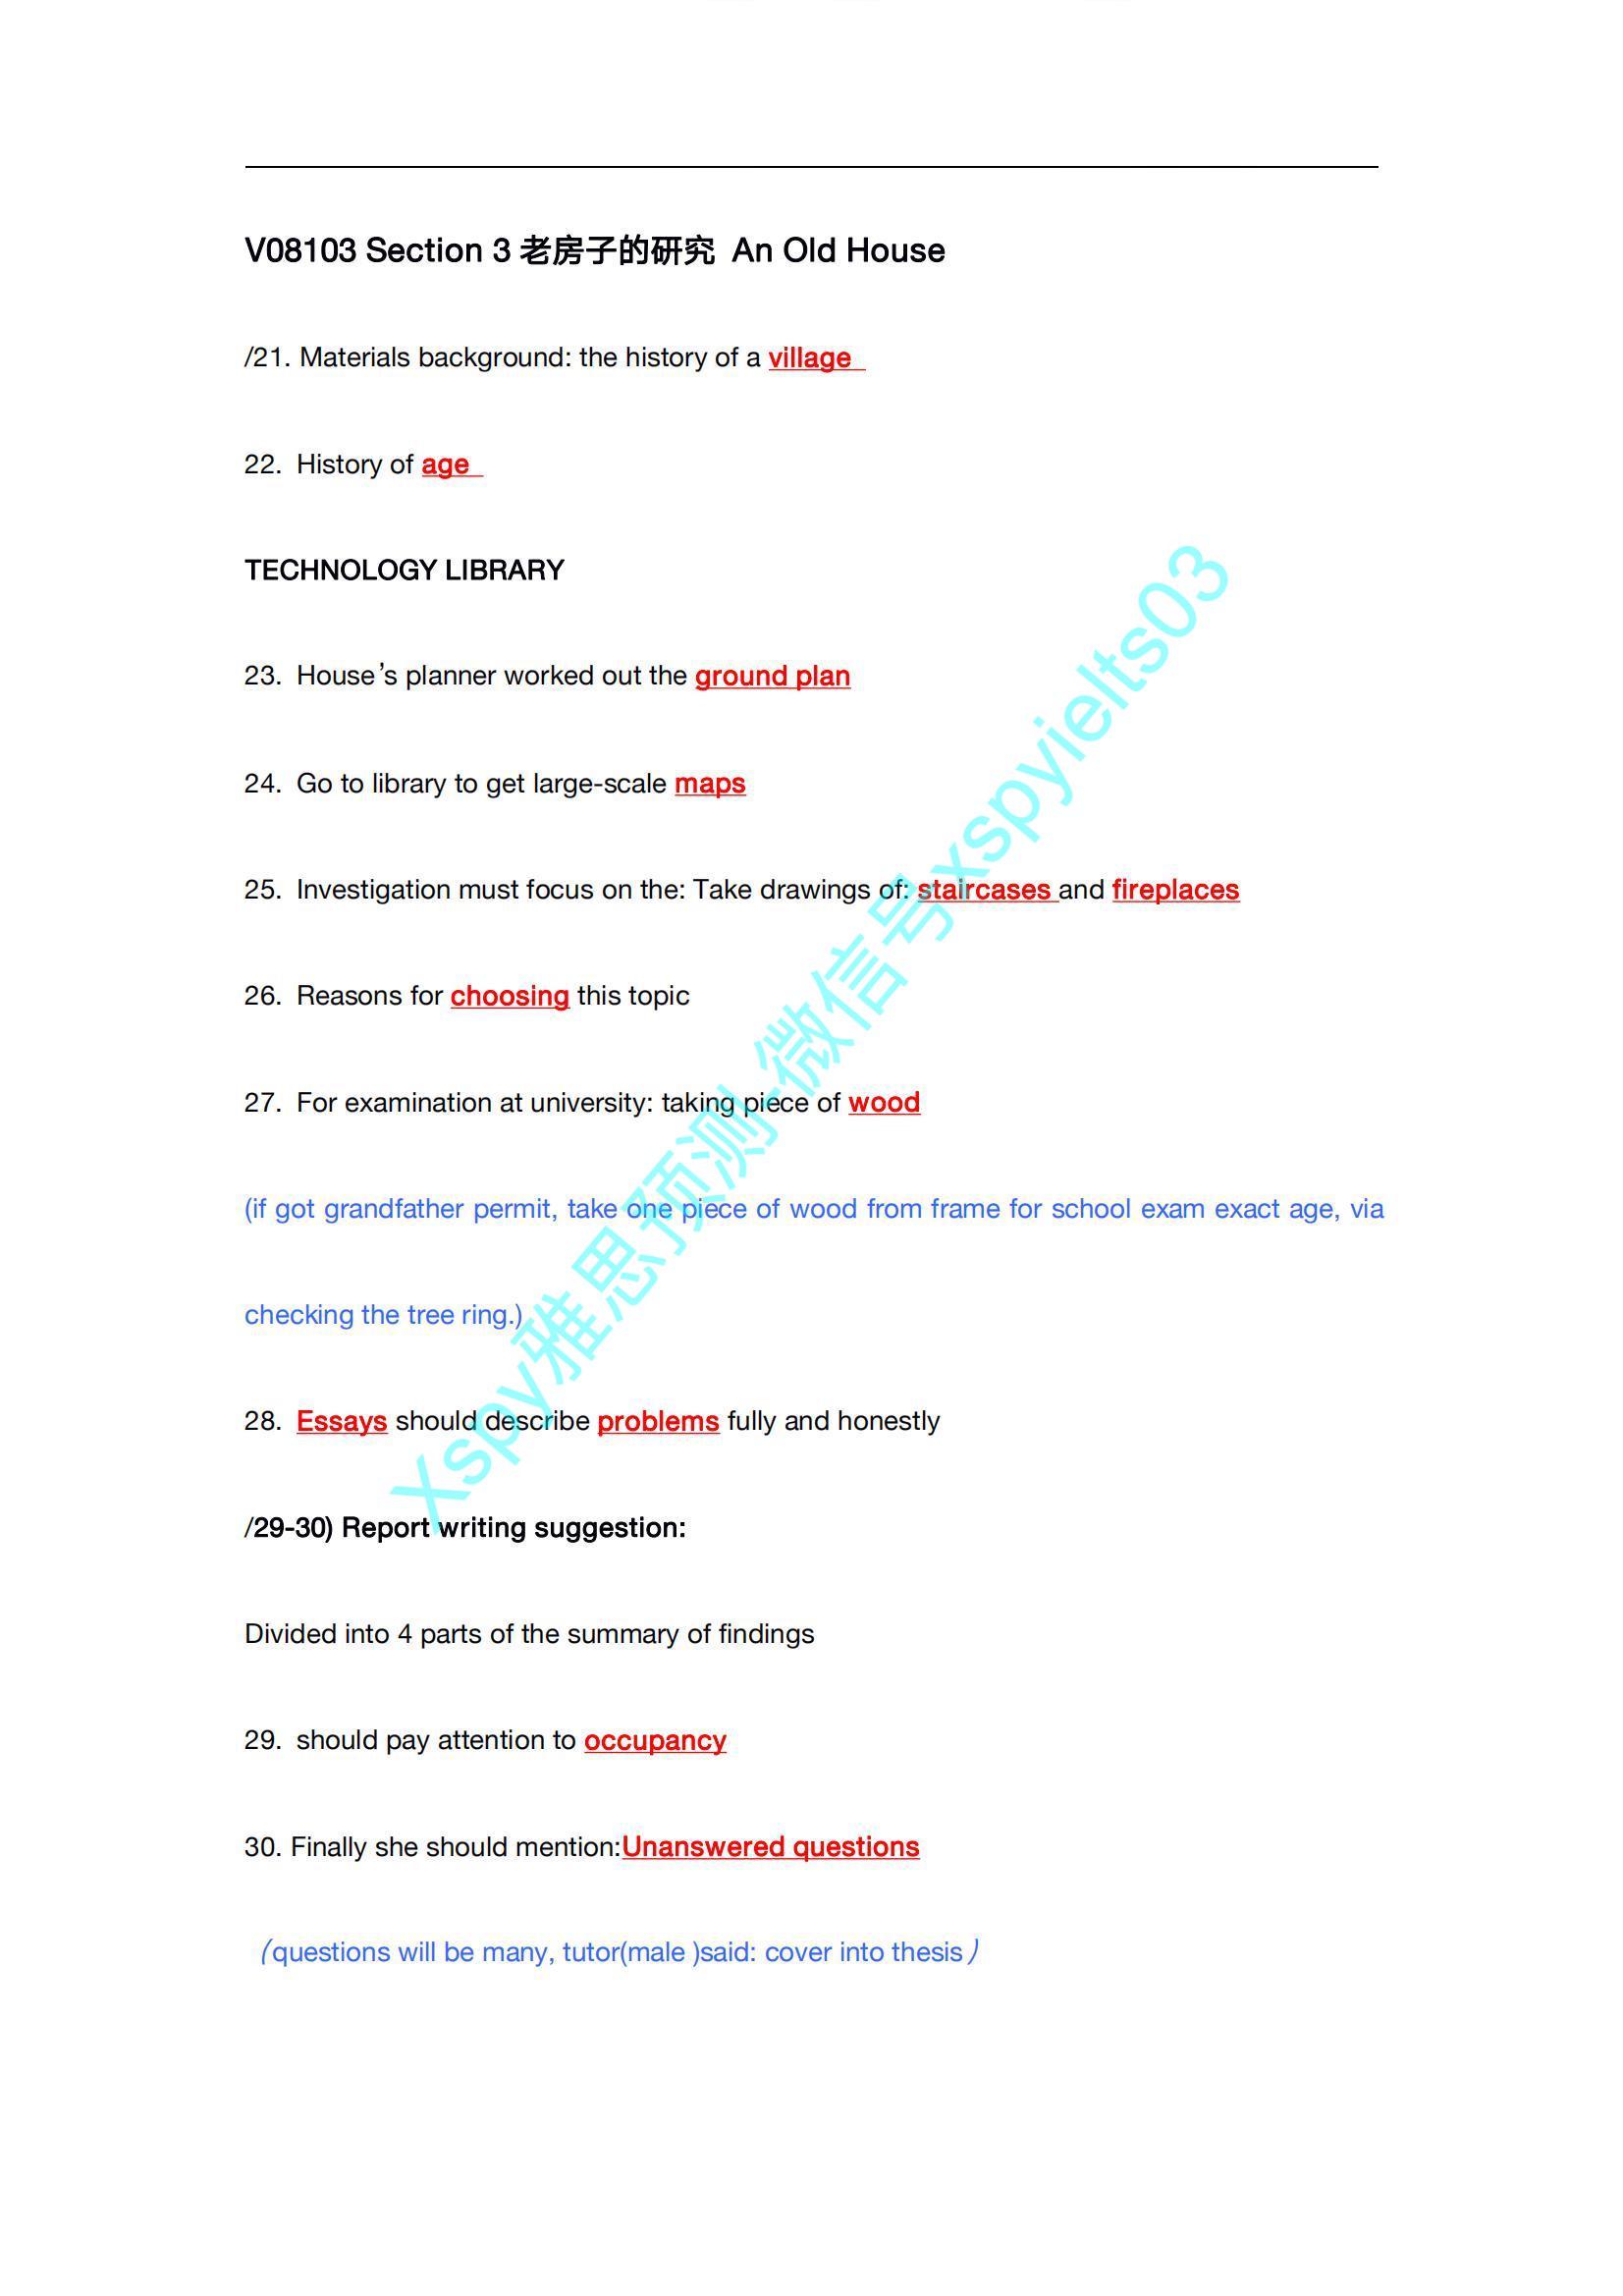 V08103 Section 3 老房子的研究 An Old House
/21. Materials background: the history of a village
22. History of age
TECHNOLOGY LIBRARY
23. House’s planner worked out the ground plan
24. Go to library to get large-scale maps
25. Investigation must focus on the: Take drawings of: staircases and fireplaces
26. Reasons for choosing this topic
27. For examination at university: taking piece of wood
(if got grandfather permit, take one piece of wood from frame for school exam exact age, via
checking the tree ring.)
28. Essays should describe problems fully and honestly
/29-30) Report writing suggestion:
Divided into 4 parts of the summary of findings
29. should pay attention to occupancy
30. Finally she should mention:Unanswered questions
（questions will be many, tutor(male )said: cover into thesis）
Xspy雅思预测-微信号xspyielts03